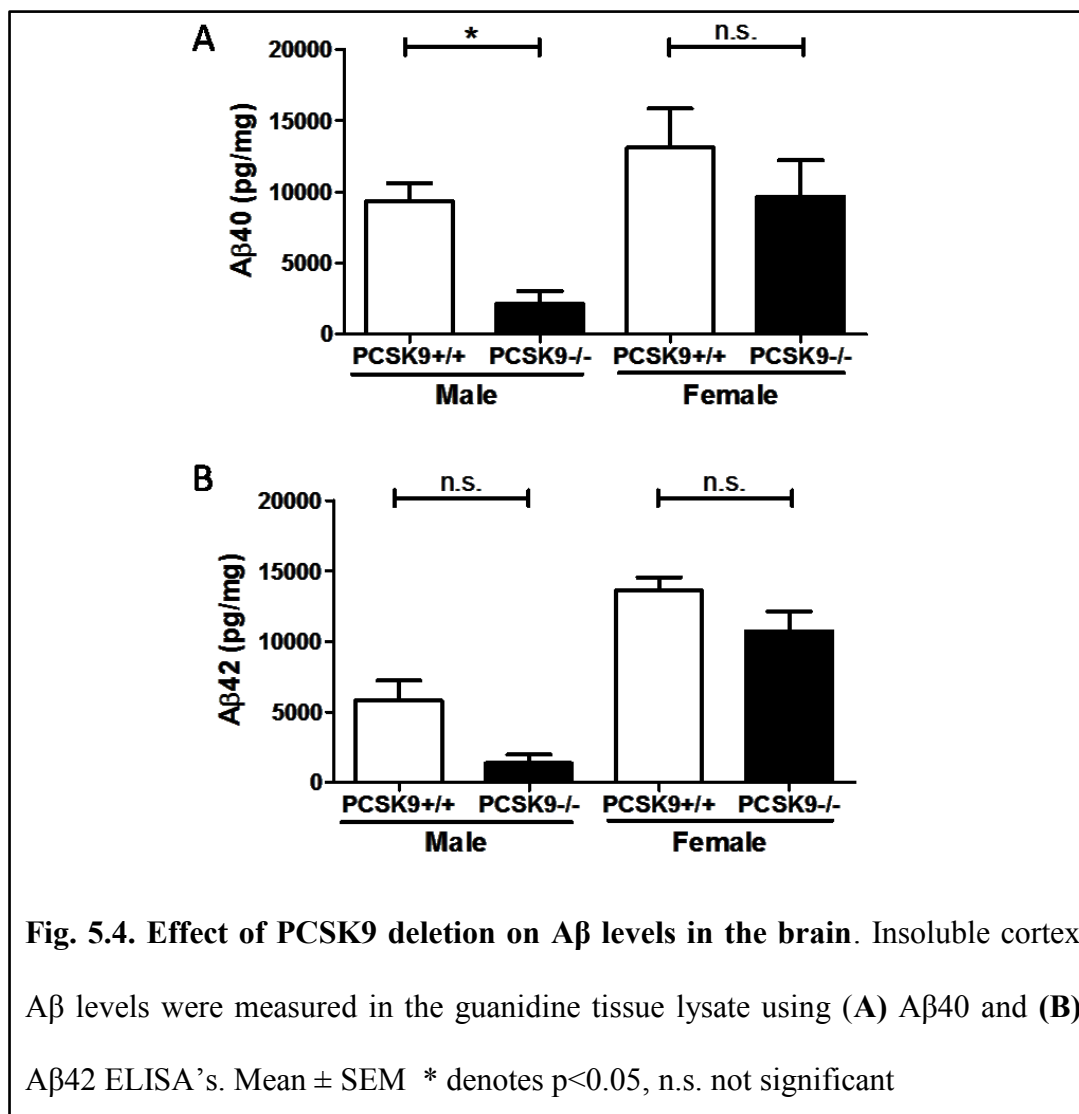 A
* n.s.
20000
15000
10000
5000
0
Aβ40 (pg/mg)
PCSK9+/+ PCSK9-/- PCSK9+/+ PCSK9-/-
Male Female
B
n.s. n.s.
20000
15000
10000
5000
0
Aβ42 (pg/mg)
PCSK9+/+ PCSK9-/- PCSK9+/+ PCSK9-/-
Male Female
Fig. 5.4. Effect of PCSK9 deletion on Aβ levels in the brain. Insoluble cortex
Aβ levels were measured in the guanidine tissue lysate using (A) Aβ40 and (B)
Aβ42 ELISA’s. Mean ± SEM * denotes p<0.05, n.s. not significant